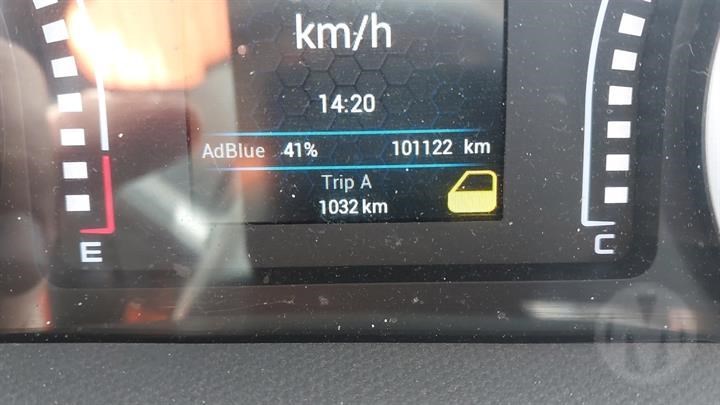 km/h
14:20
AdBlue 41% 101122 km
Trip A
1032 km
E C